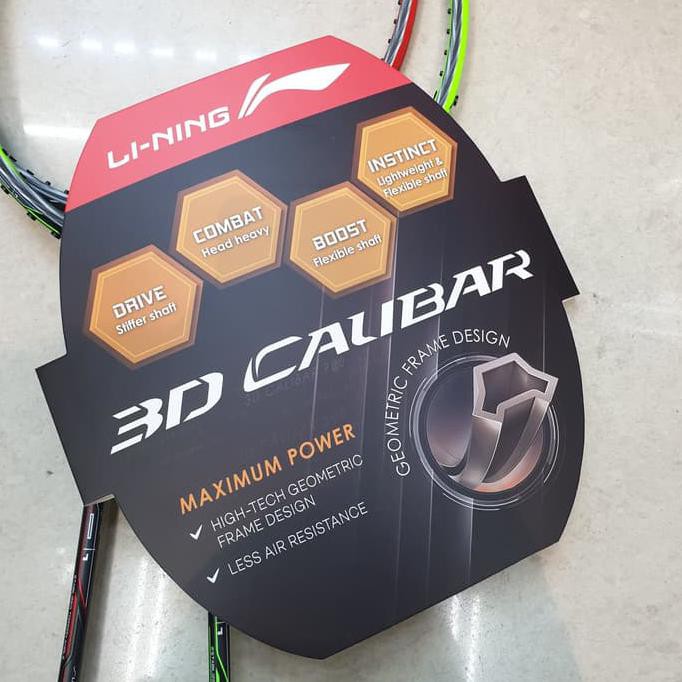 LI-NING
INSTINCT
Lightweight &
Flexible shaft
COMBAT
Head heavy
BOOST
Flexible shaft
DRIVE
Stiffer shaft
3D CALIBAR
GEOMETRIC FRAME DESIGN
MAXIMUM POWER
HIGH-TECH GEOMETRIC
FRAME DESIGN
LESS AIR RESISTANCE